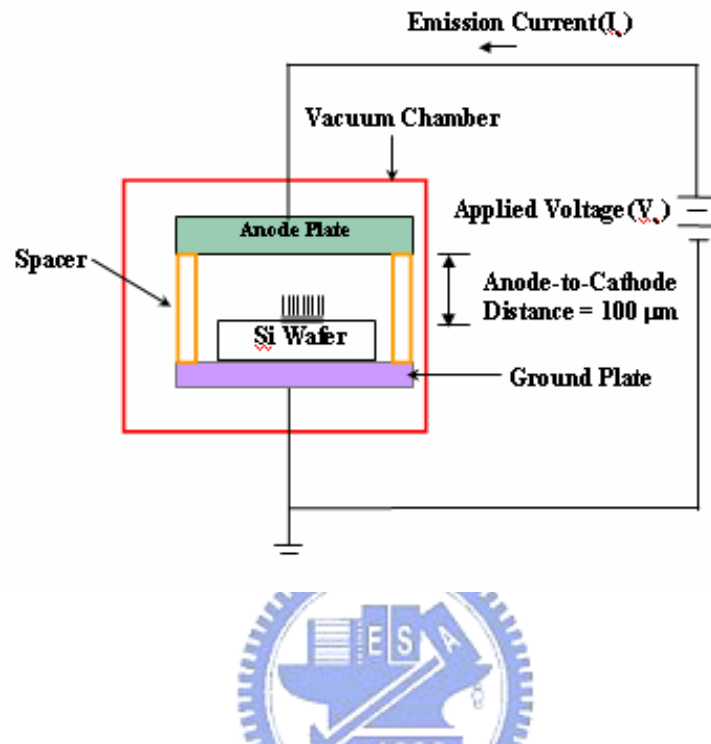 Emission Current(I
Vacuum Chamber
Applied Voltage(V
Anode Plate
Spacer
Anode-to-Cathode
Distance = 100 μm
Si Wafer
Ground Plate
E S A